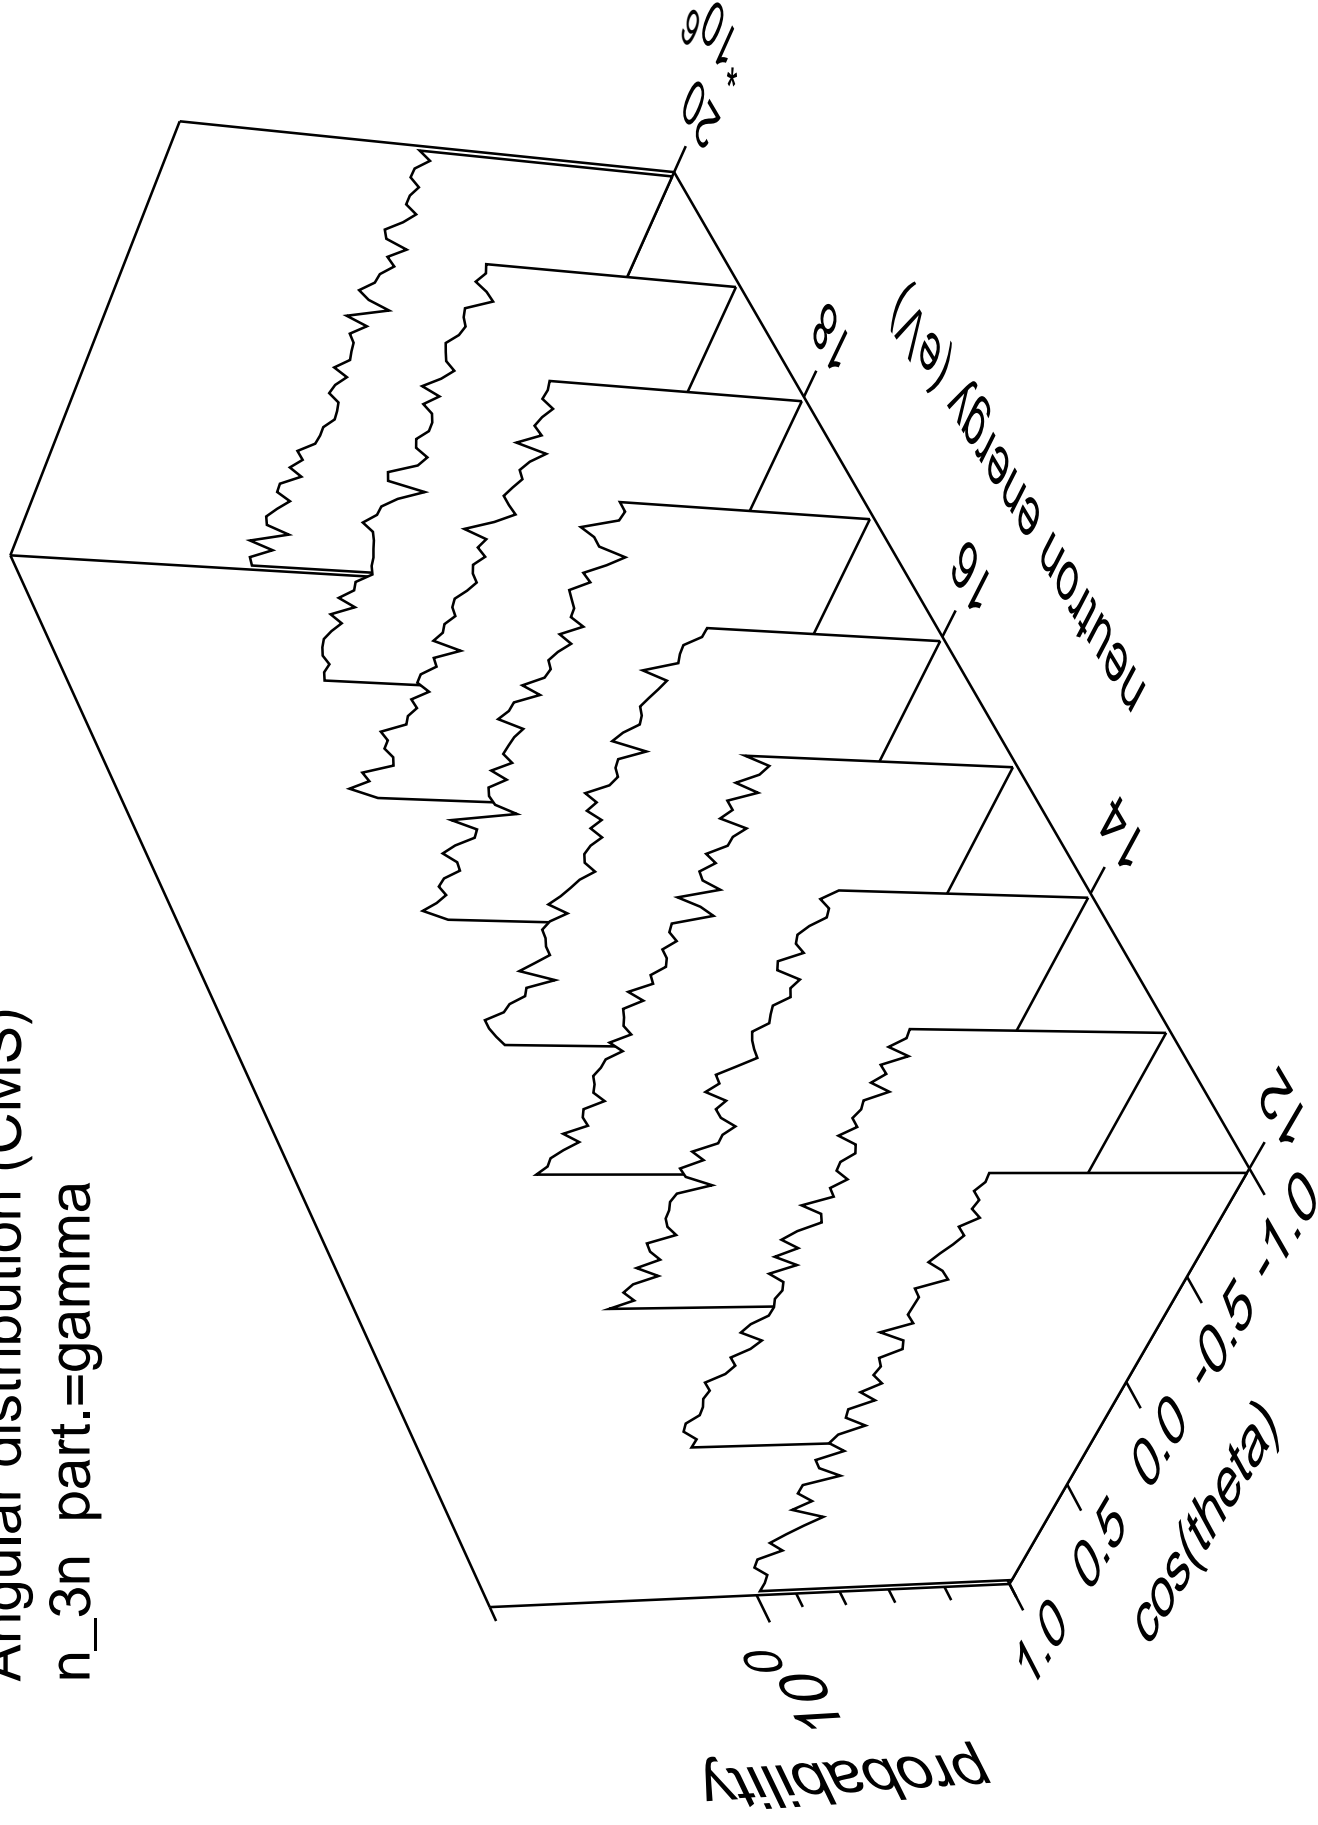 Angular distribution (CMS)
n_3n part.=gamma
probability
10^0
1.0
0.5
0.0
-0.5
-1.0
cos(theta)
12
14
16
18
20
*10^6
neutron energy (eV)